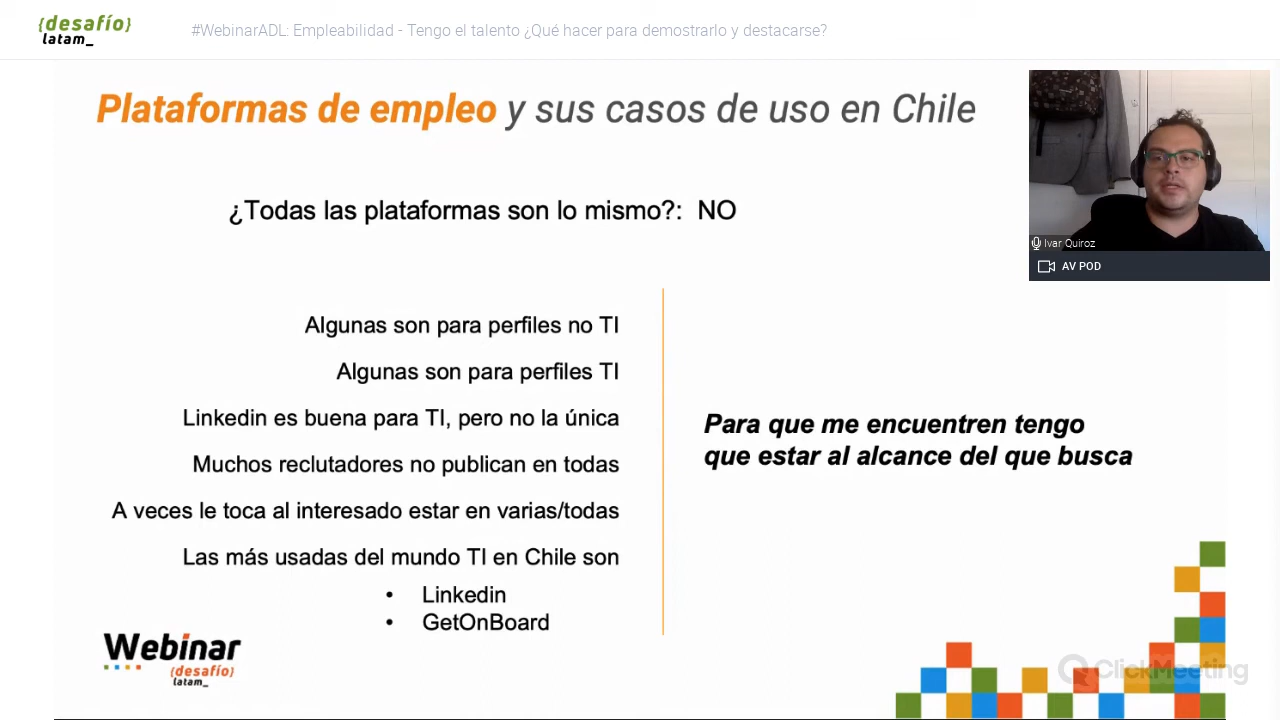 {desafío}
latam_
#WebinarADL: Empleabilidad - Tengo el talento ¿Qué hacer para demostrarlo y destacarse?
Plataformas de empleo y sus casos de uso en Chile
Ivar Quiroz
AV POD
¿Todas las plataformas son lo mismo?: NO
Algunas son para perfiles no TI
Algunas son para perfiles TI
Linkedin es buena para TI, pero no la única
Muchos reclutadores no publican en todas
A veces le toca al interesado estar en varias/todas
Las más usadas del mundo TI en Chile son
• Linkedin
• GetOnBoard
Para que me encuentren tengo
que estar al alcance del que busca
Webinar
{desafío}
latam_
ClickMeeting